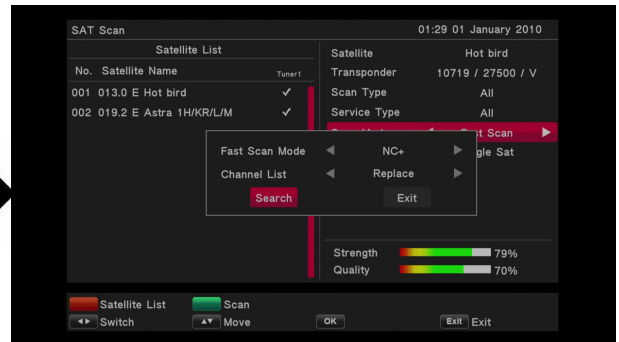 SAT Scan 01:29 01 January 2010
Satellite List
No. Satellite Name Tuner1
001 013.0 E Hot bird ✓
002 019.2 E Astra 1H/KR/L/M ✓
Satellite Hot bird
Transponder 10719 / 27500 / V
Scan Type All
Service Type All
st Scan
gle Sat
Fast Scan Mode NC+
Channel List Replace
Search Exit
Strength 79%
Quality 70%
Satellite List Scan
Switch Move OK Exit Exit